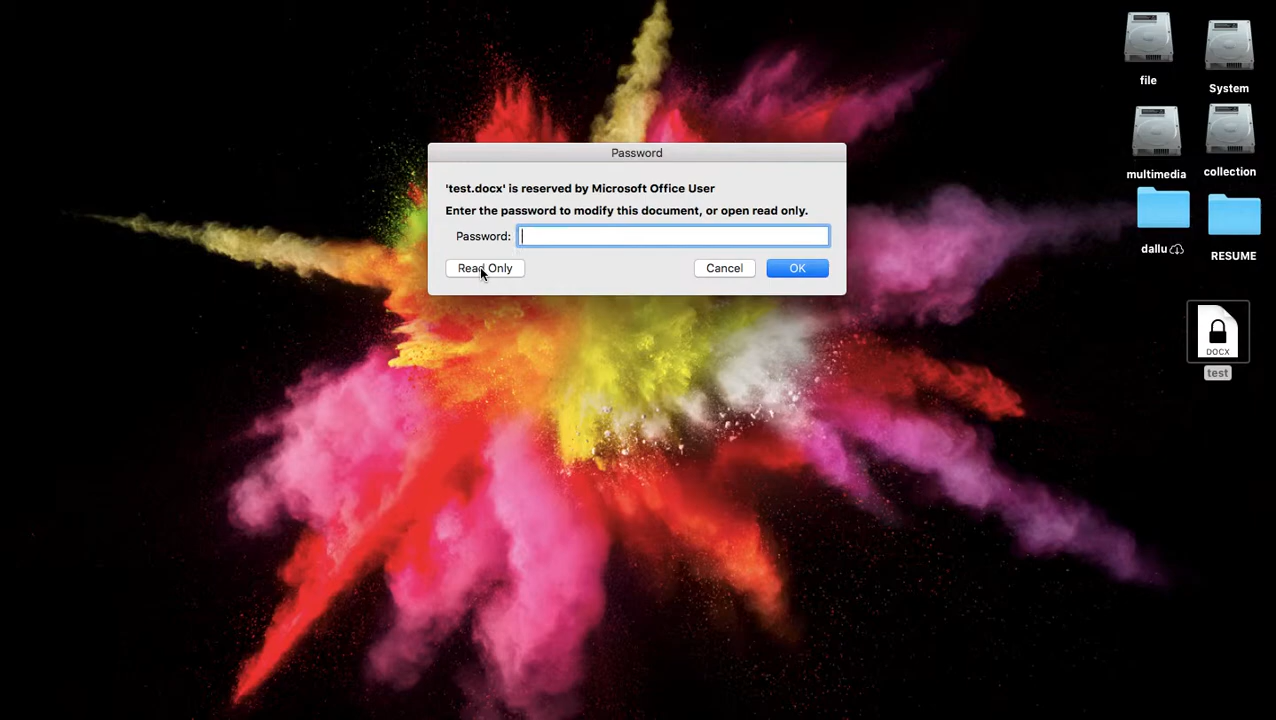 Password
'test.docx' is reserved by Microsoft Office User
Enter the password to modify this document, or open read only.
Password:
Read Only
Cancel
OK
file
System
multimedia
collection
dallu
RESUME
DOCX
test